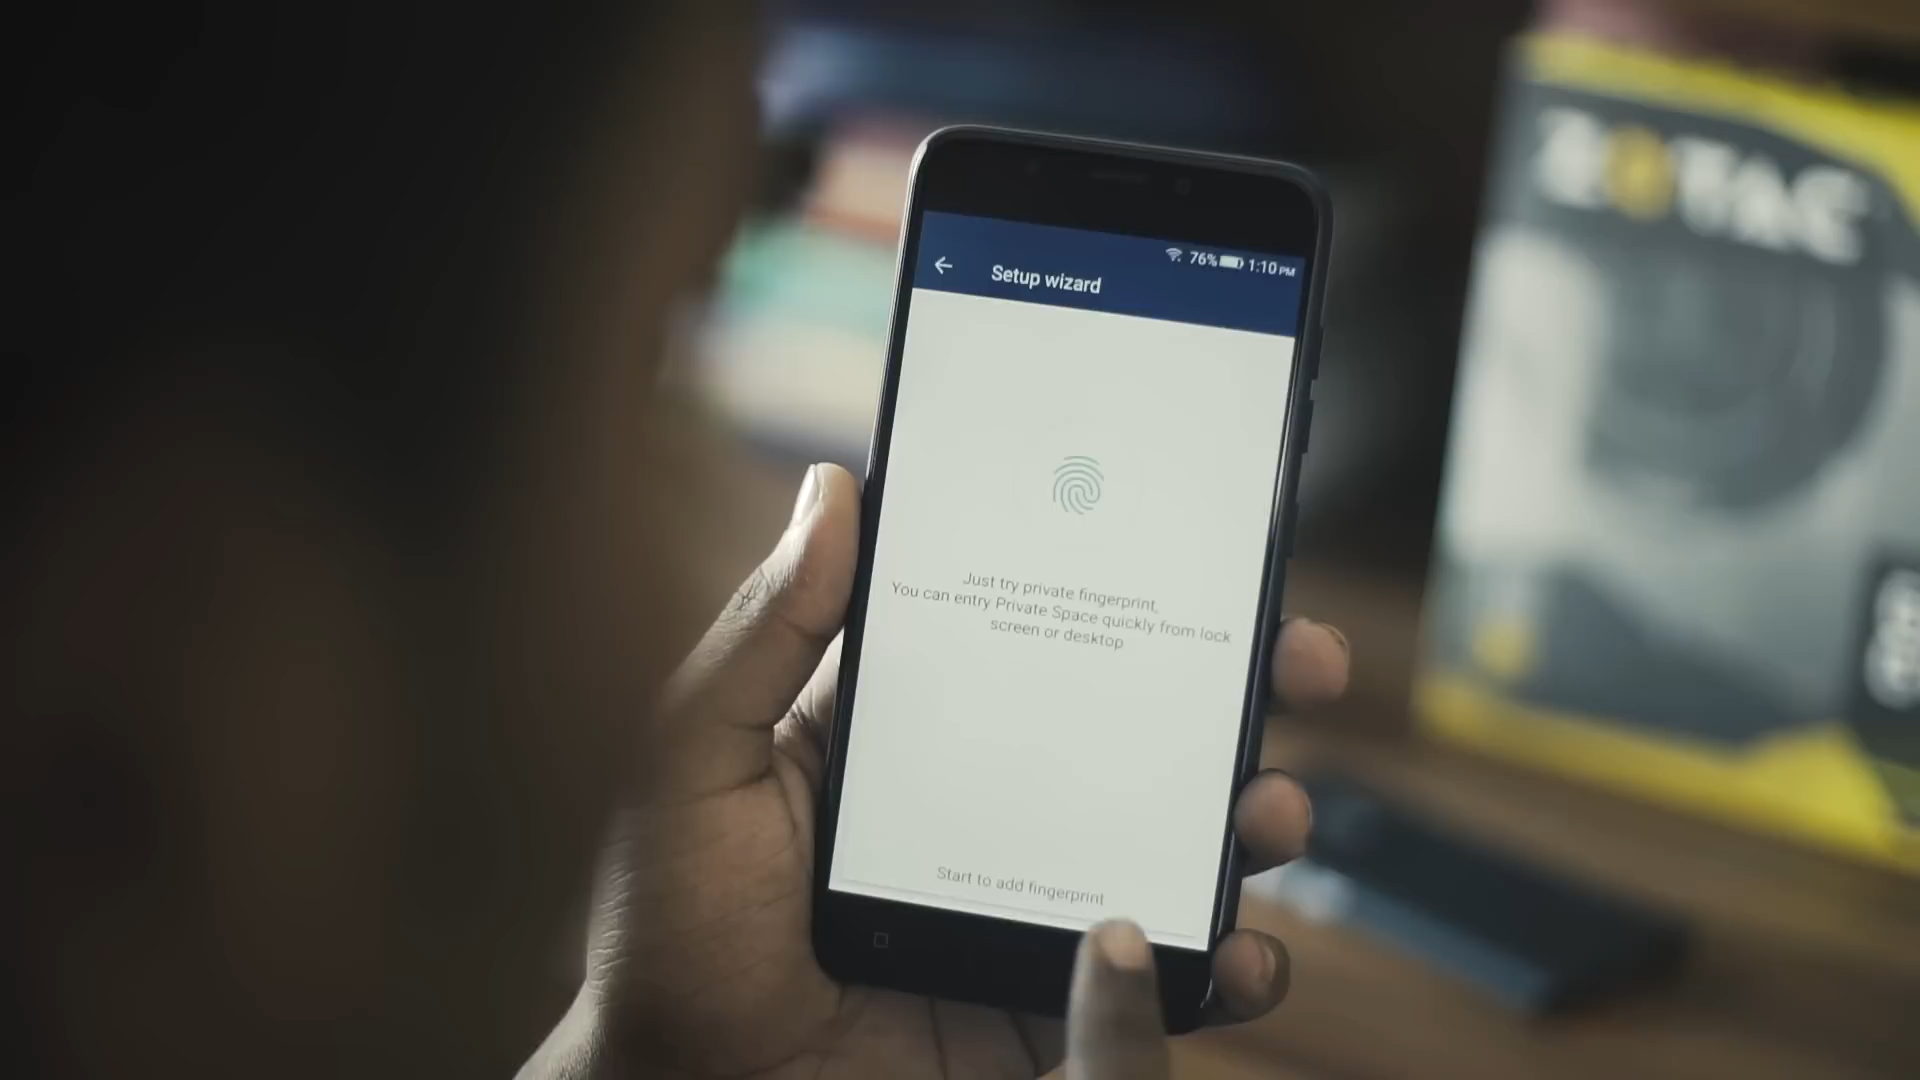 ZOTAC
76% 1:10 PM
Setup wizard
Just try private fingerprint,
You can entry Private Space quickly from lock
screen or desktop
Start to add fingerprint